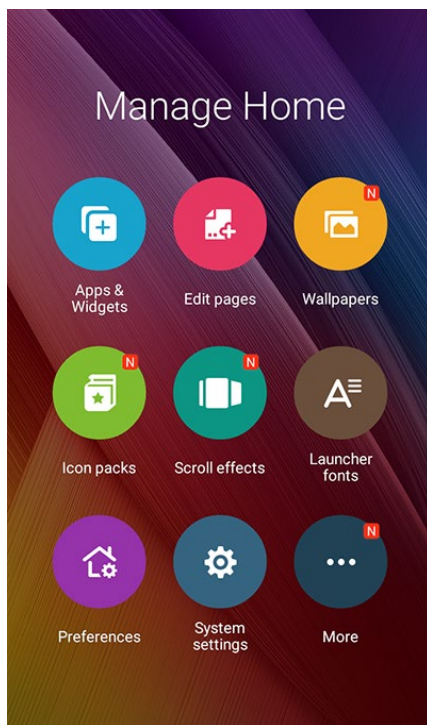 Manage Home
N
Apps &
Widgets
Edit pages
Wallpapers
N
N
Icon packs
Scroll effects
A
Launcher
fonts
N
Preferences
System
settings
More